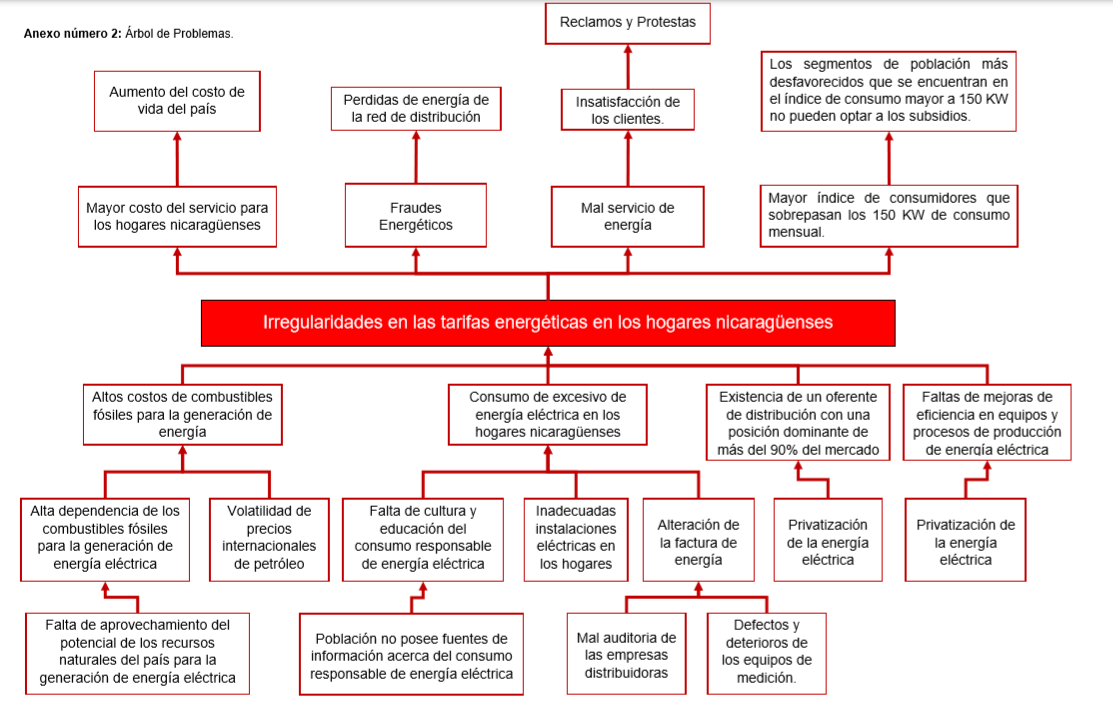 Anexo número 2: Árbol de Problemas.
Reclamos y Protestas
Aumento del costo de
vida del país
Perdidas de energía de
la red de distribución
Insatisfacción de
los clientes.
Los segmentos de población más
desfavorecidos que se encuentran en
el índice de consumo mayor a 150 KW
no pueden optar a los subsidios.
Mayor costo del servicio para
los hogares nicaragüenses
Fraudes
Energéticos
Mal servicio de
energía
Mayor índice de consumidores que
sobrepasan los 150 KW de consumo
mensual.
Irregularidades en las tarifas energéticas en los hogares nicaragüenses
Altos costos de combustibles
fósiles para la generación de
energía
Consumo de excesivo de
energía eléctrica en los
hogares nicaragüenses
Existencia de un oferente
de distribución con una
posición dominante de
más del 90% del mercado
Faltas de mejoras de
eficiencia en equipos y
procesos de producción
de energía eléctrica
Alta dependencia de los
combustibles fósiles
para la generación de
energía eléctrica
Volatilidad de
precios
internacionales
de petróleo
Falta de cultura y
educación del
consumo responsable
de energía eléctrica
Inadecuadas
instalaciones
eléctricas en
los hogares
Alteración de
la factura de
energía
Privatización
de la energía
eléctrica
Privatización de
la energía
eléctrica
Falta de aprovechamiento del
potencial de los recursos
naturales del país para la
generación de energía eléctrica
Población no posee fuentes de
información acerca del consumo
responsable de energía eléctrica
Mal auditoria de
las empresas
distribuidoras
Defectos y
deterioros de
los equipos de
medición.